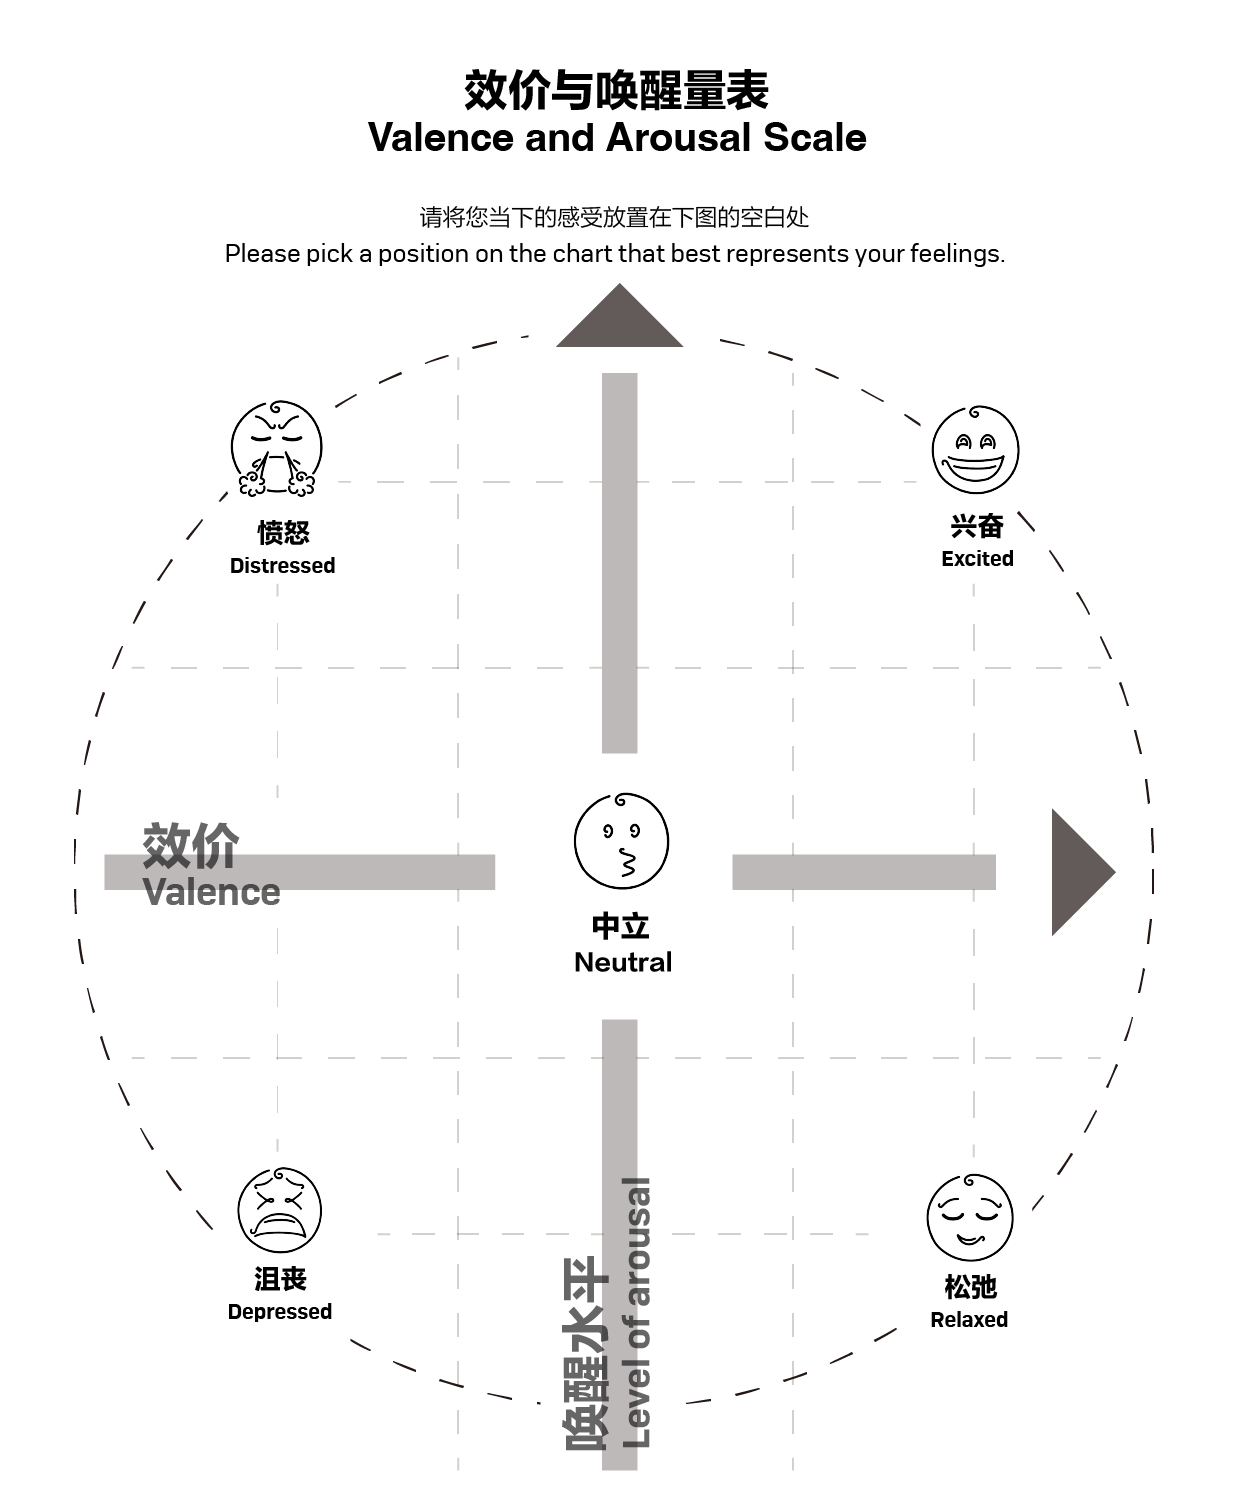 效价与唤醒量表
Valence and Arousal Scale
请将您当下的感受放置在下图的空白处
Please pick a position on the chart that best represents your feelings.
愤怒
Distressed
兴奋
Excited
效价
Valence
中立
Neutral
沮丧
Depressed
松弛
Relaxed
唤醒水平
Level of arousal